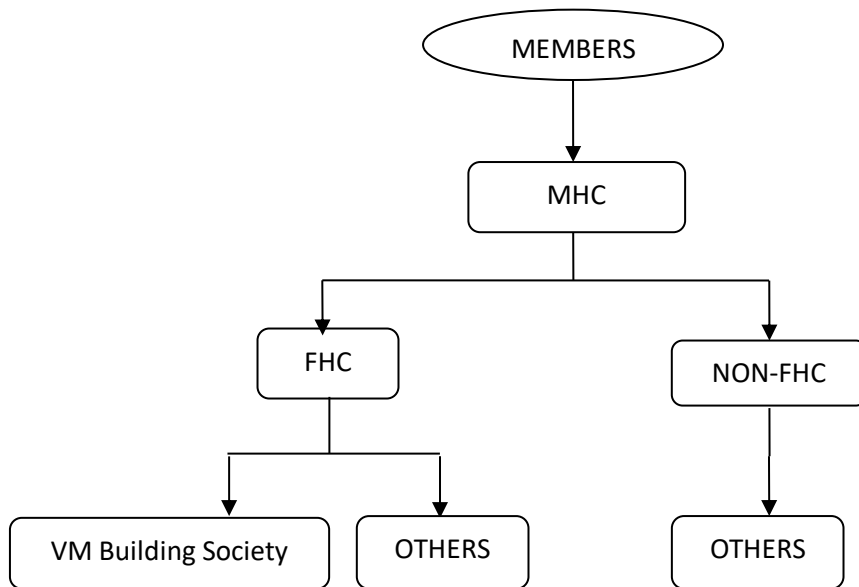 MEMBERS
MHC
FHC
NON-FHC
VM Building Society
OTHERS
OTHERS